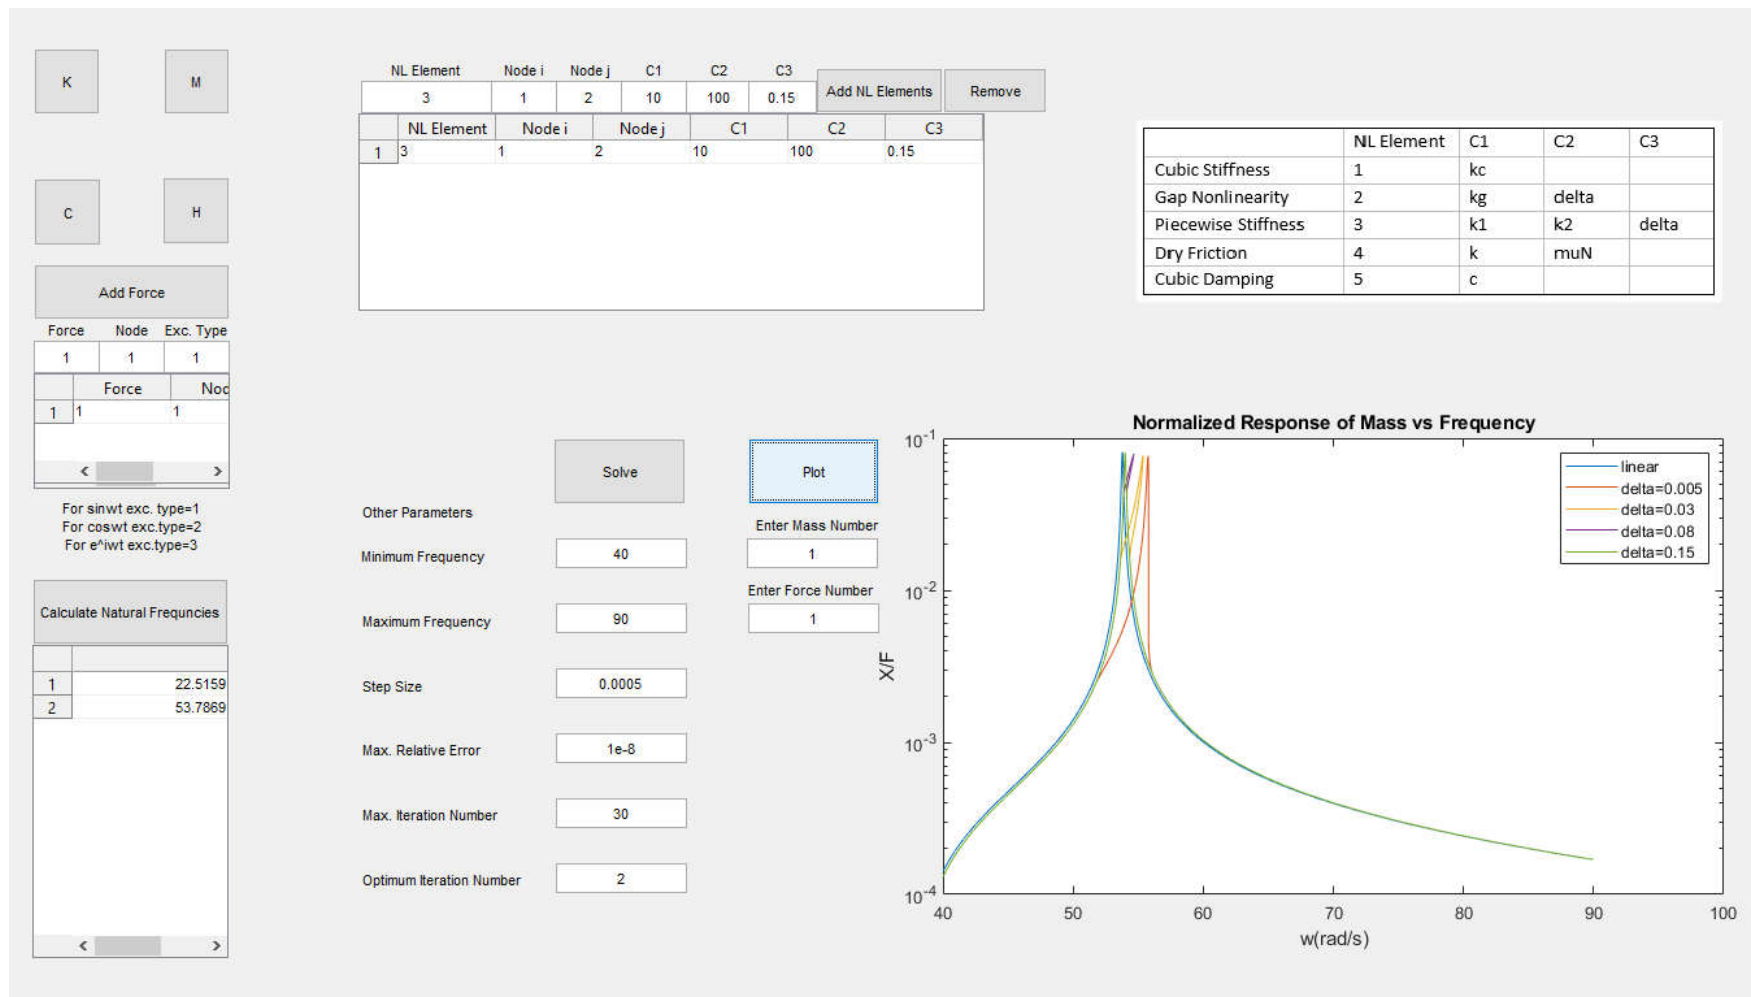 K
M
C
H
Add Force
Force Node Exc. Type
1 1 1
Force Noc
1 1 1
For sinwt exc. type=1
For coswt exc.type=2
For e^iwt exc.type=3
Calculate Natural Frequncies
1 22.5159
2 53.7869
NL Element Node i Node j C1 C2 C3
3 1 2 10 100 0.15
Add NL Elements
Remove
NL Element Node i Node j C1 C2 C3
1 3 1 2 10 100 0.15
NL Element C1 C2 C3
Cubic Stiffness 1 kc
Gap Nonlinearity 2 kg delta
Piecewise Stiffness 3 k1 k2 delta
Dry Friction 4 k muN
Cubic Damping 5 c
Solve
Plot
Other Parameters
Minimum Frequency 40
Maximum Frequency 90
Step Size 0.0005
Max. Relative Error 1e-8
Max. Iteration Number 30
Optimum Iteration Number 2
Enter Mass Number
1
Enter Force Number
1
Normalized Response of Mass vs Frequency
10^-1
10^-2
10^-3
10^-4
X/F
linear
delta=0.005
delta=0.03
delta=0.08
delta=0.15
40 50 60 70 80 90 100
w(rad/s)